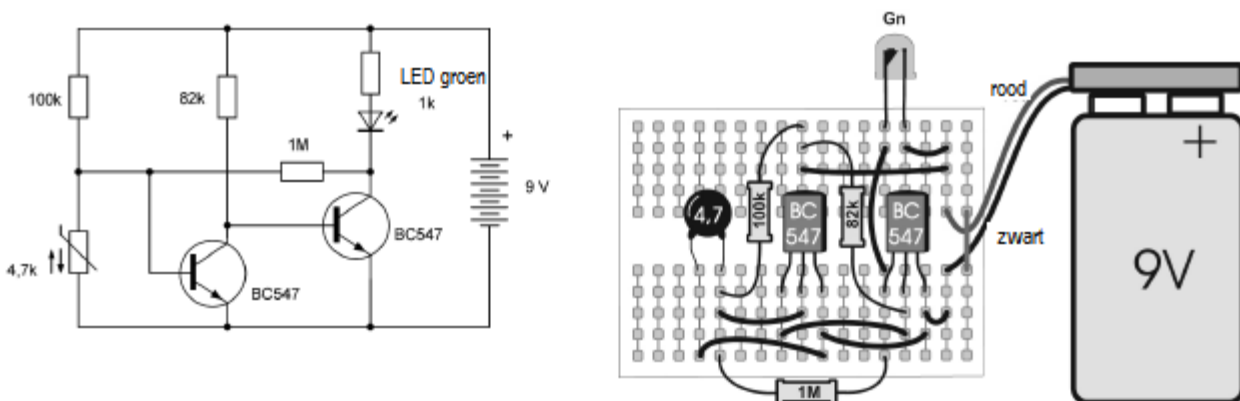 100k
82k
LED groen
1k
1M
+
9 V
4,7k
BC547
BC547
Gn
rood
zwart
4,7
100k
BC
547
82k
BC
547
1M
+
9V